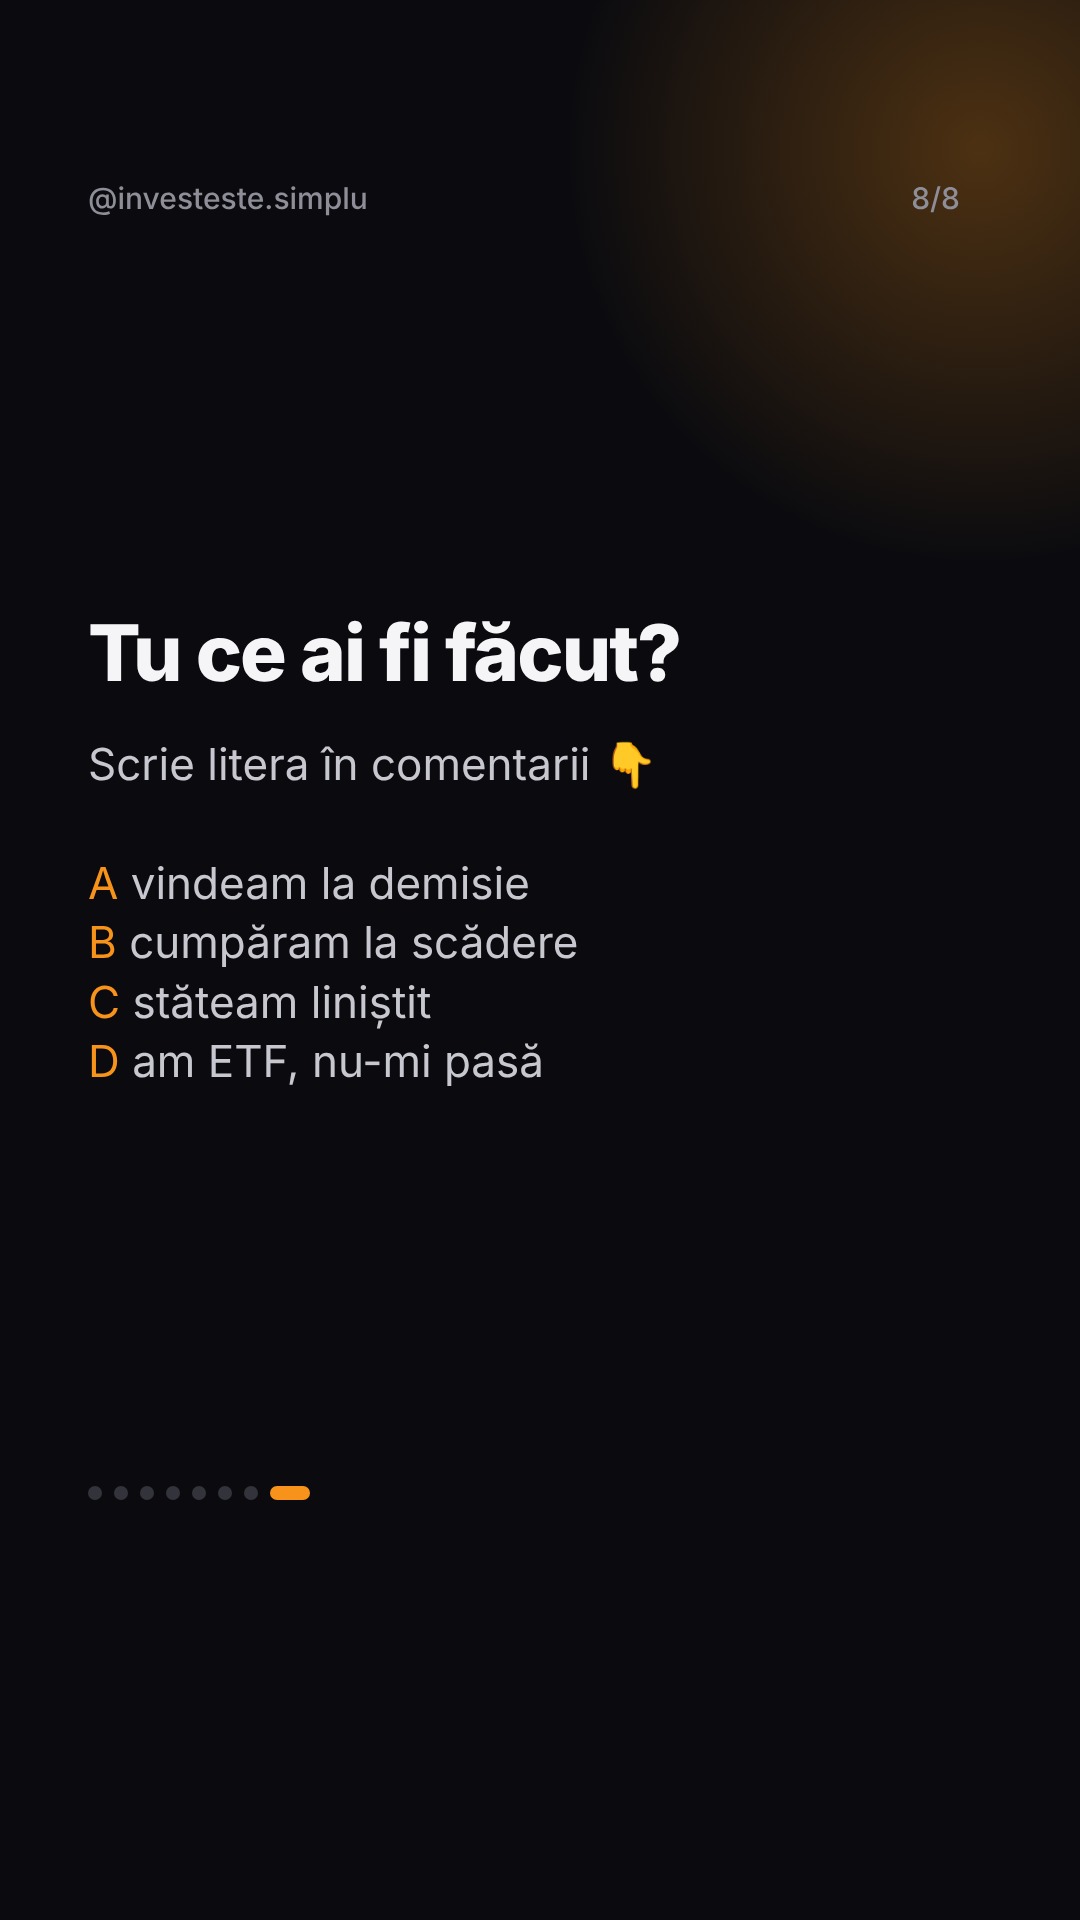 @investeste.simplu
8/8
Tu ce ai fi făcut?
Scrie litera în comentarii 👇
A vindeam la demisie
B cumpăram la scădere
C stăteam liniștit
D am ETF, nu-mi pasă